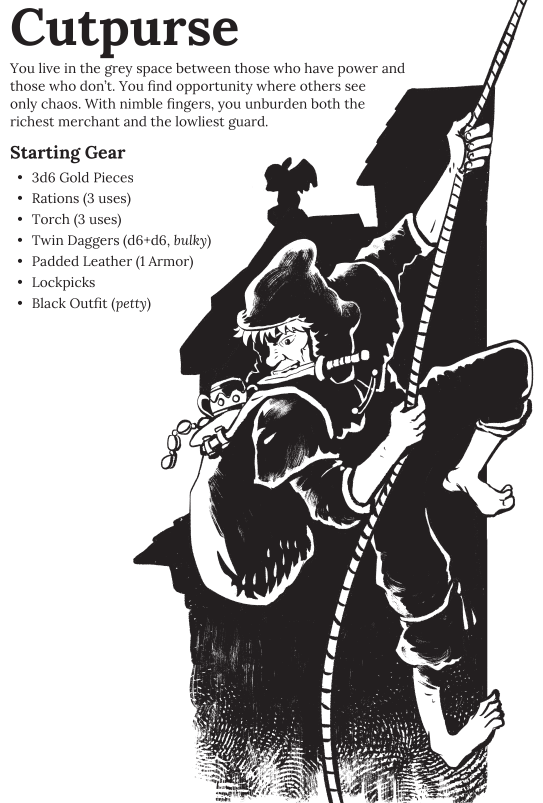 Cutpurse
You live in the grey space between those who have power and
those who don’t. You find opportunity where others see
only chaos. With nimble fingers, you unburden both the
richest merchant and the lowliest guard.
Starting Gear
• 3d6 Gold Pieces
• Rations (3 uses)
• Torch (3 uses)
• Twin Daggers (d6+d6, bulky)
• Padded Leather (1 Armor)
• Lockpicks
• Black Outfit (petty)